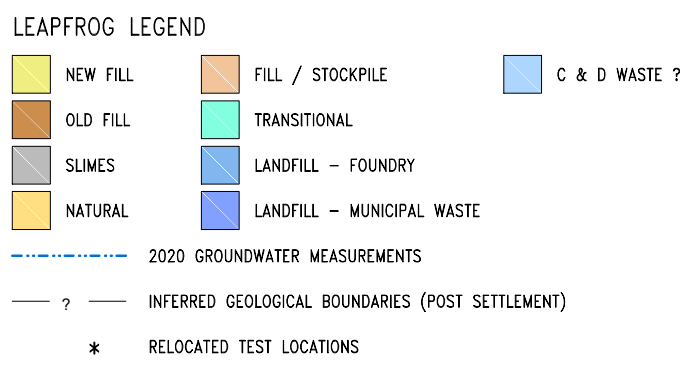 LEAPFROG LEGEND
NEW FILL
FILL / STOCKPILE
C & D WASTE ?
OLD FILL
TRANSITIONAL
SLIMES
LANDFILL – FOUNDRY
NATURAL
LANDFILL – MUNICIPAL WASTE
2020 GROUNDWATER MEASUREMENTS
? INFERRED GEOLOGICAL BOUNDARIES (POST SETTLEMENT)
* RELOCATED TEST LOCATIONS